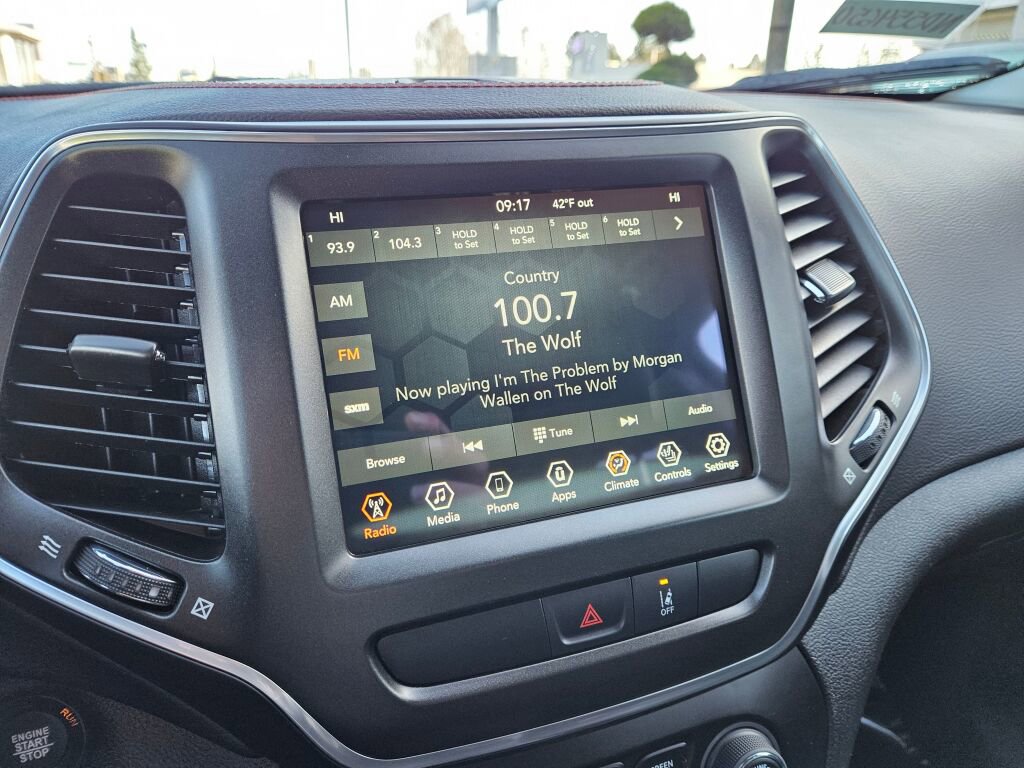 HI 09:17 42°F out HI
1 93.9 2 104.3 3 HOLD to Set 4 HOLD to Set 5 HOLD to Set 6 HOLD to Set
AM
FM
sxm
Country
100.7
The Wolf
Now playing I'm The Problem by Morgan
Wallen on The Wolf
Browse Tune Audio
Radio Media Phone Apps Climate Controls Settings
OFF
ENGINE
START
STOP
RUN